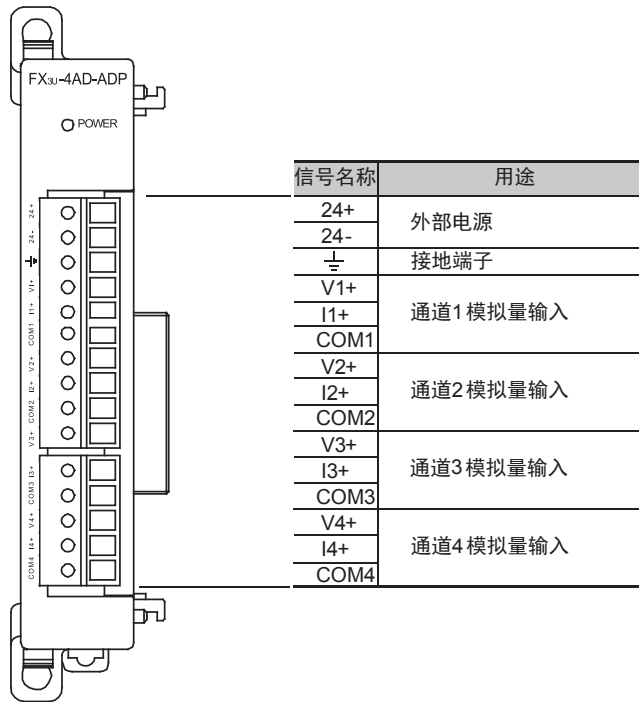 FX3U-4AD-ADP
POWER
24+
24-
V1+
I1+
COM1
V2+
I2+
COM2
V3+
I3+
COM3
V4+
I4+
COM4
信号名称 用途
24+ 外部电源
24-
接地端子
V1+
I1+ 通道1模拟量输入
COM1
V2+
I2+ 通道2模拟量输入
COM2
V3+
I3+ 通道3模拟量输入
COM3
V4+
I4+ 通道4模拟量输入
COM4